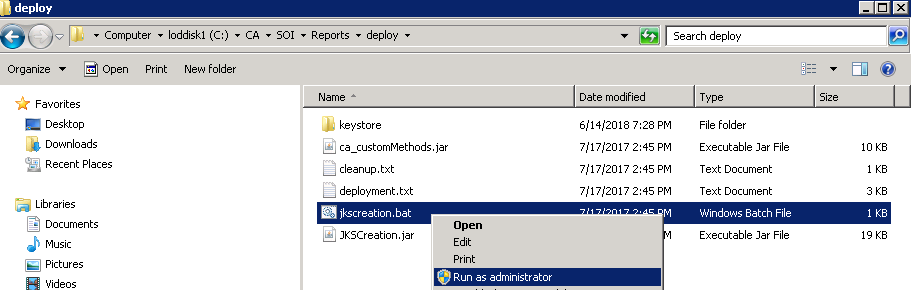 deploy
Computer loddisk1 (C:) CA SOI Reports deploy Search deploy
Organize Open Print New folder
Favorites
Desktop
Downloads
Recent Places
Libraries
Documents
Music
Pictures
Videos
Name Date modified Type Size
keystore 6/14/2018 7:28 PM File folder
ca_customMethods.jar 7/17/2017 2:45 PM Executable Jar File 10 KB
cleanup.txt 7/17/2017 2:45 PM Text Document 1 KB
deployment.txt 7/17/2017 2:45 PM Text Document 3 KB
jkscreation.bat 7/17/2017 2:45 PM Windows Batch File 1 KB
JKSCreation.jar M Executable Jar File 19 KB
Open
Edit
Print
Run as administrator